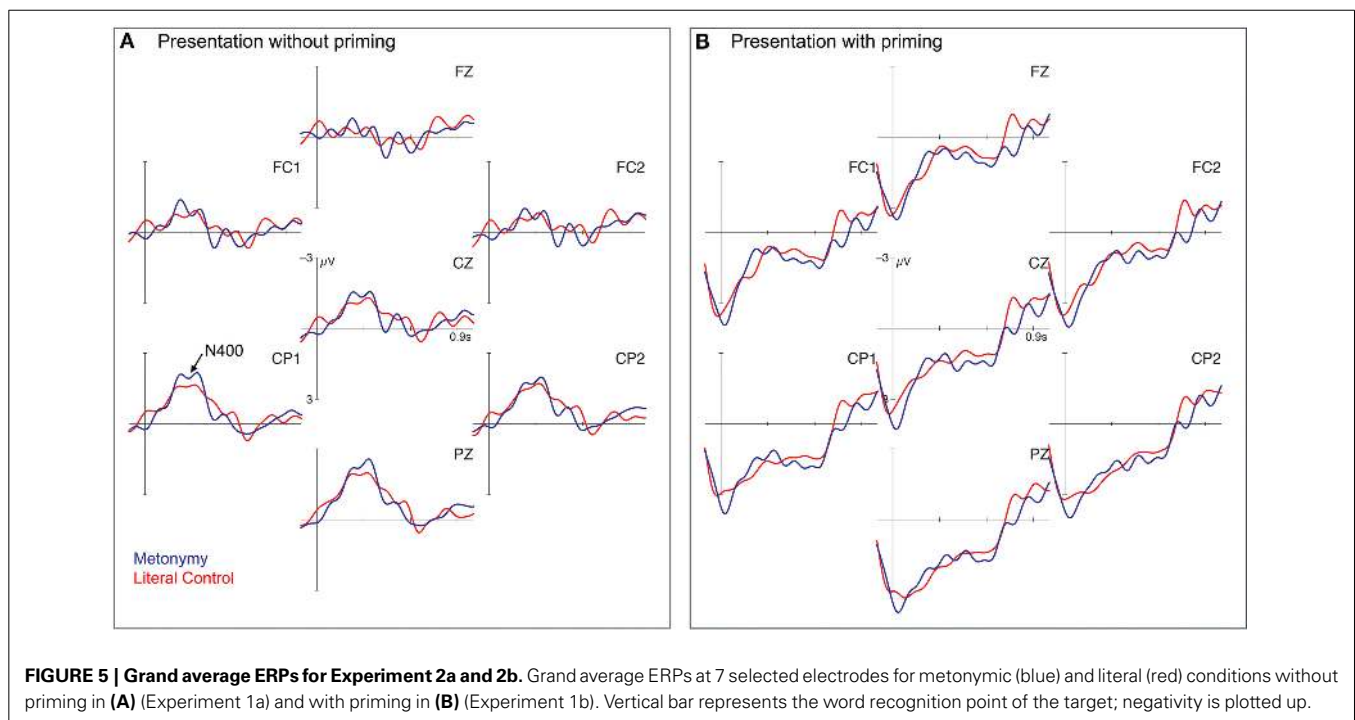 A Presentation without priming
FZ
FC1
FC2
−3 µV
CZ
0.9s
N400
CP1
CP2
3
PZ
Metonymy
Literal Control
B Presentation with priming
FZ
FC1
FC2
−3 µV
CZ
0.9s
CP1
CP2
3
PZ
FIGURE 5 | Grand average ERPs for Experiment 2a and 2b. Grand average ERPs at 7 selected electrodes for metonymic (blue) and literal (red) conditions without
priming in (A) (Experiment 1a) and with priming in (B) (Experiment 1b). Vertical bar represents the word recognition point of the target; negativity is plotted up.